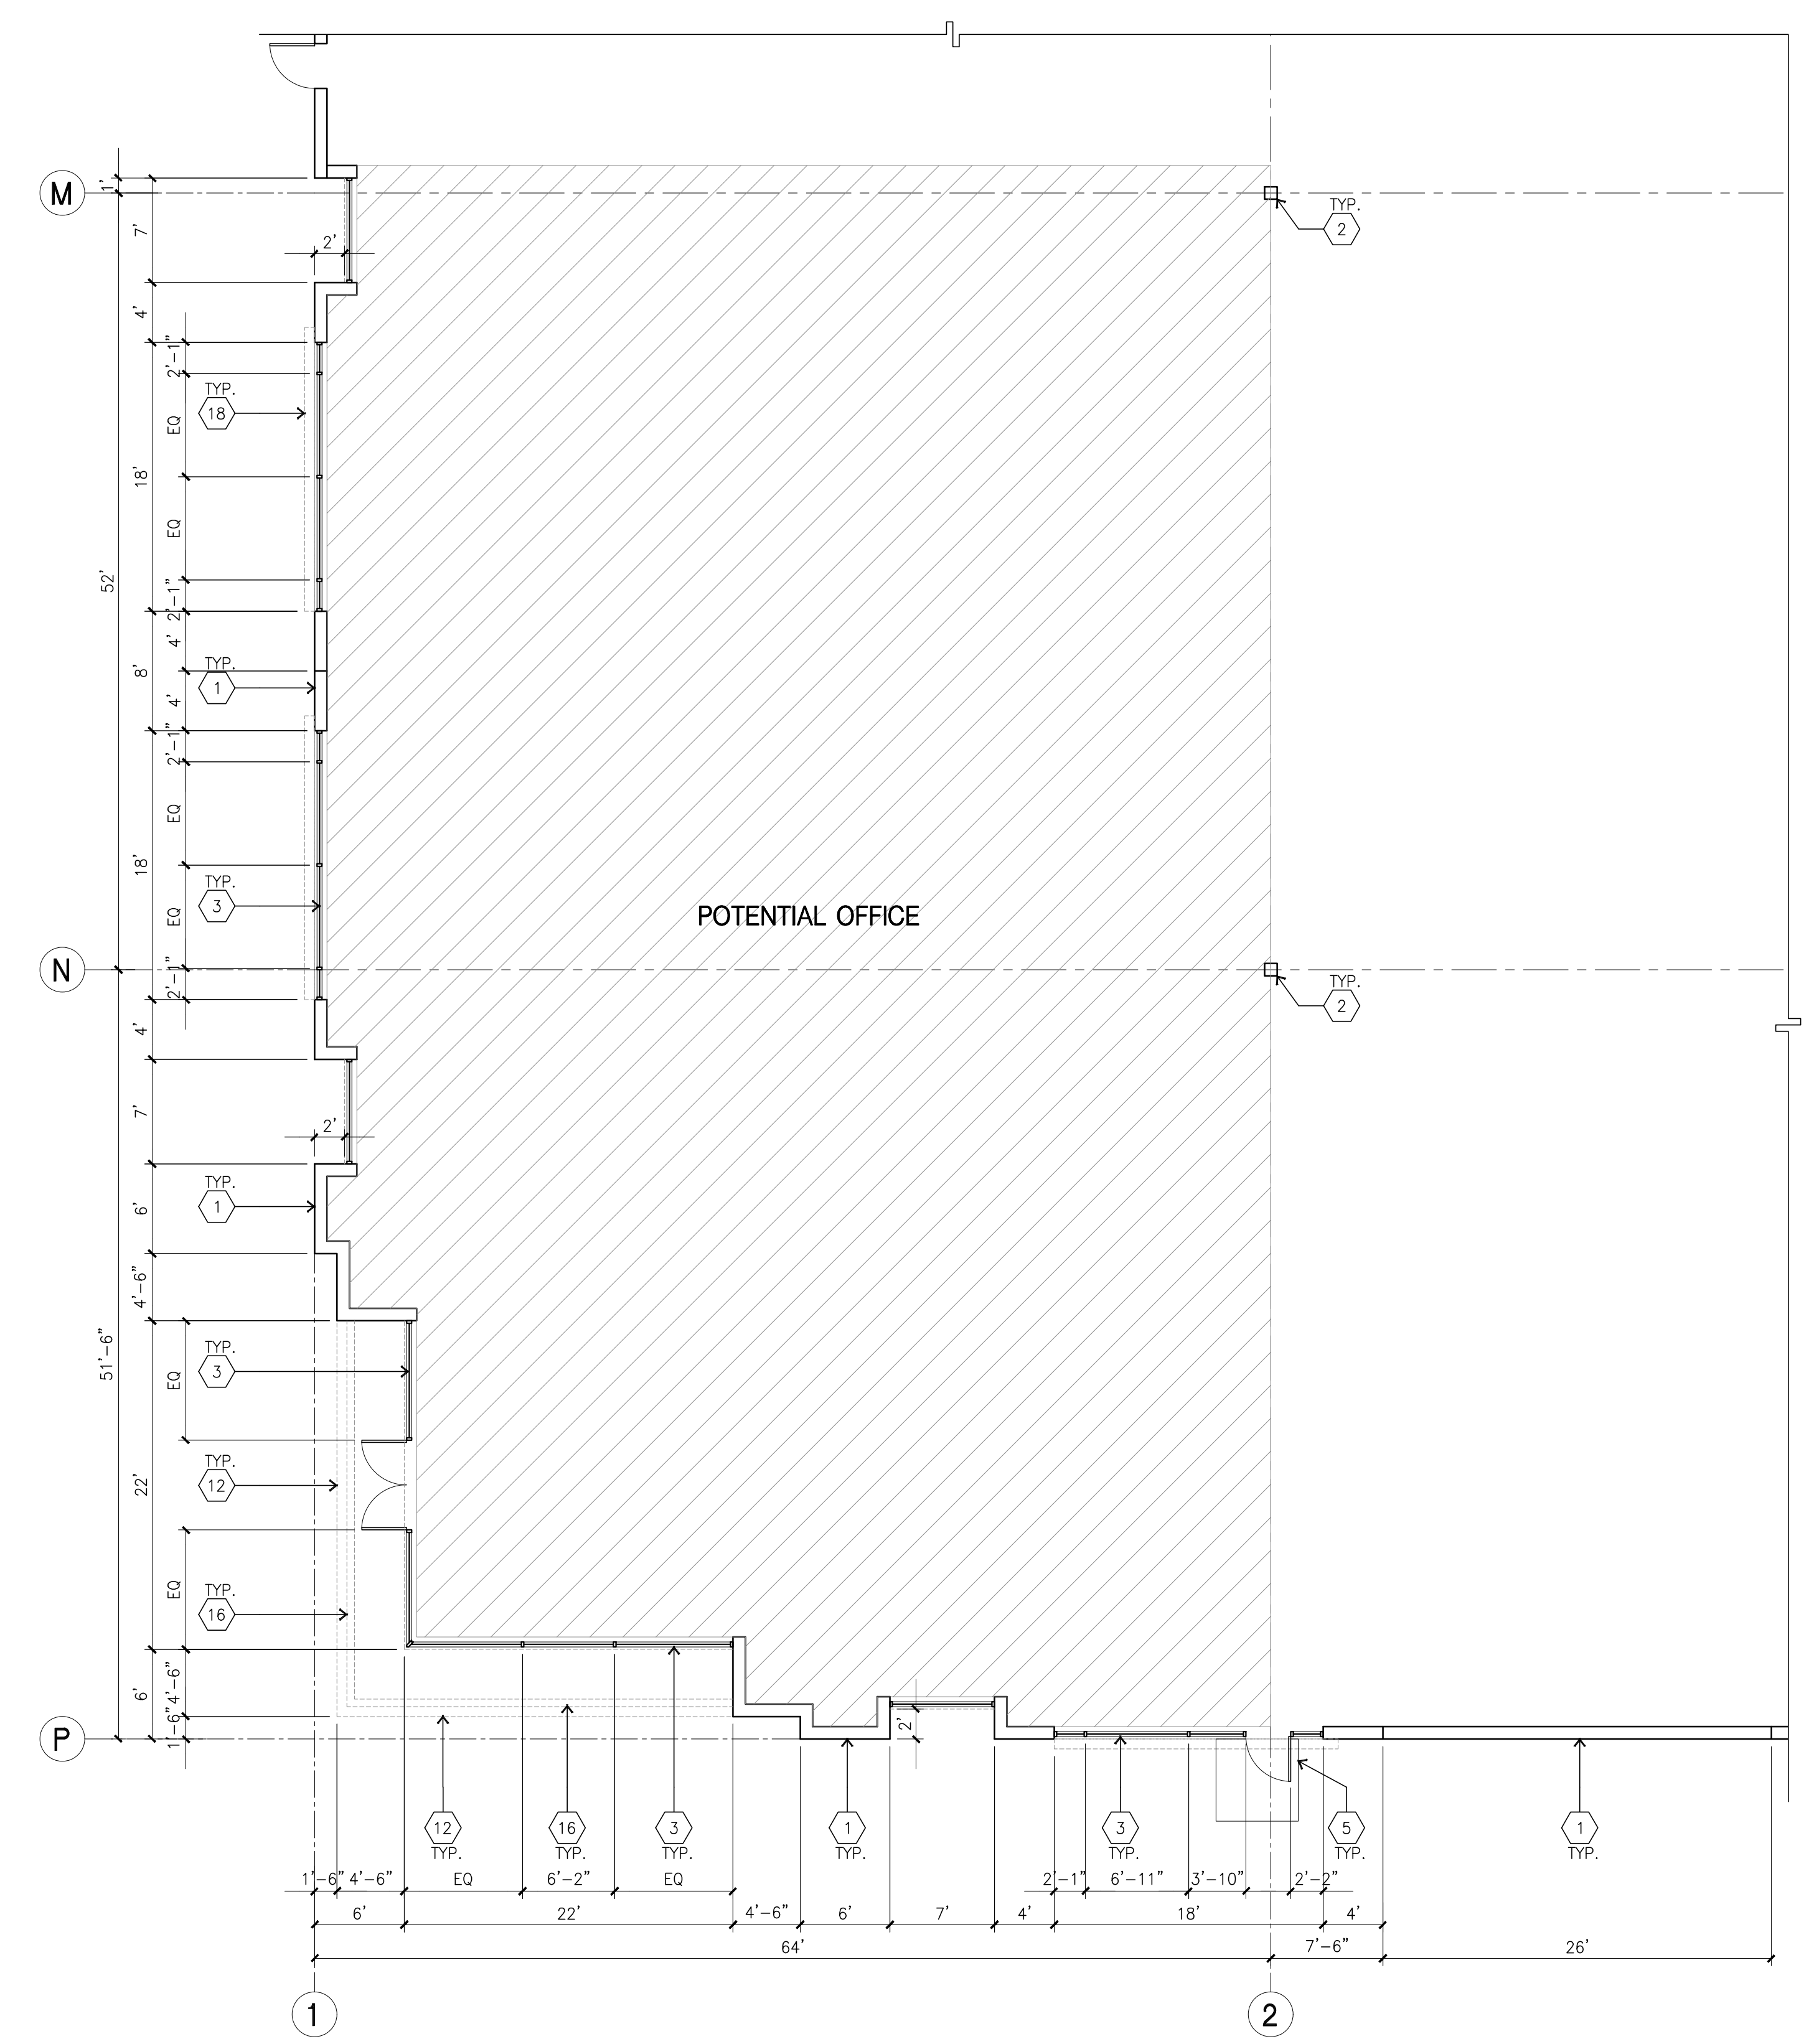 M
1'
7'
2'
TYP.
2
4'
2'-1"
TYP.
18
EQ
18'
EQ
52'
2'-1"
4'
8'
TYP.
1
4'
2'-1"
EQ
18'
TYP.
3
EQ
POTENTIAL OFFICE
N
2'-1"
TYP.
2
4'
7'
2'
TYP.
1
6'
4'-6"
51'-6"
TYP.
3
EQ
TYP.
12
22'
TYP.
16
EQ
6'
4'-6"
1'-6"
2'
P
12
TYP.
16
TYP.
3
TYP.
1
TYP.
3
TYP.
5
TYP.
1
TYP.
1'-6" 4'-6" EQ 6'-2" EQ 2'-1" 6'-11" 3'-10" 2'-2"
6' 22' 4'-6" 6' 7' 4' 18' 4'
64' 7'-6" 26'
1 2